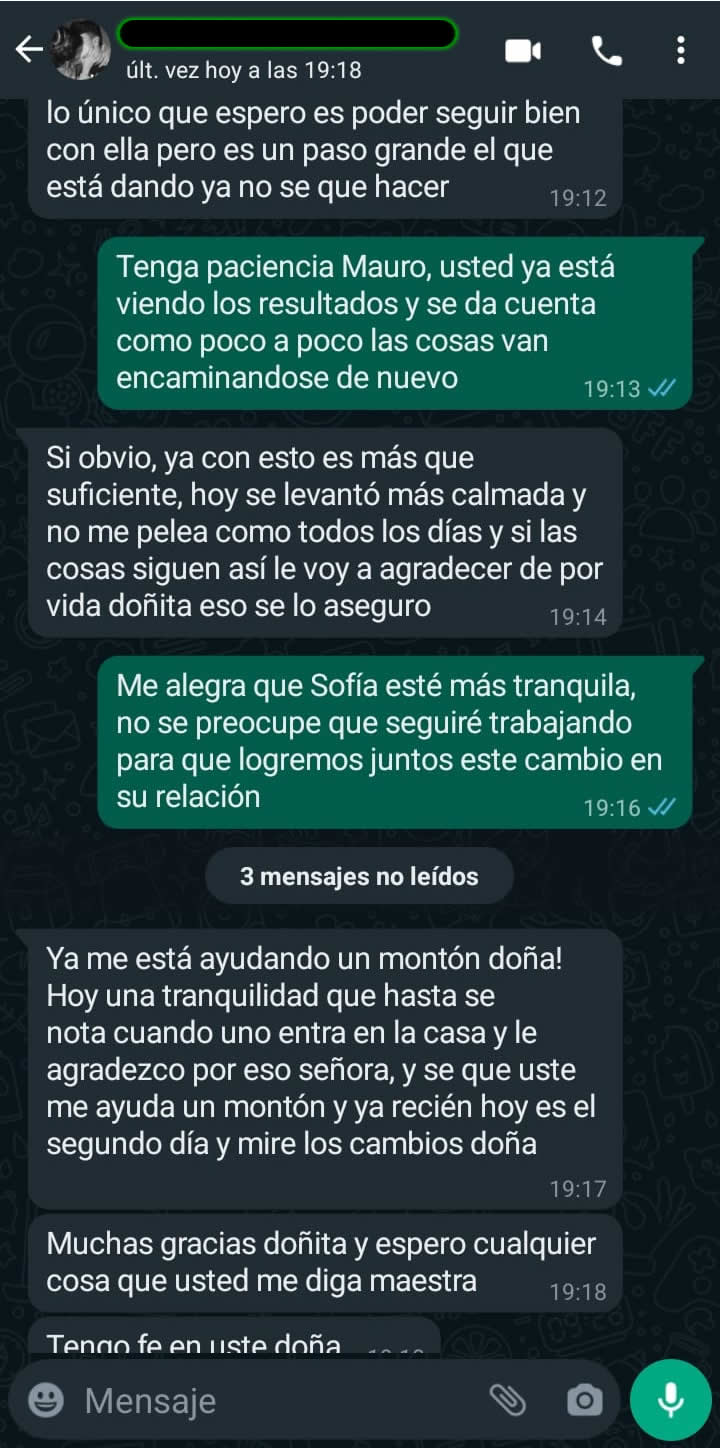 últ. vez hoy a las 19:18
lo único que espero es poder seguir bien
con ella pero es un paso grande el que
está dando ya no se que hacer
19:12
Tenga paciencia Mauro, usted ya está
viendo los resultados y se da cuenta
como poco a poco las cosas van
encaminandose de nuevo
19:13
Si obvio, ya con esto es más que
suficiente, hoy se levantó más calmada y
no me pelea como todos los días y si las
cosas siguen así le voy a agradecer de por
vida doñita eso se lo aseguro
19:14
Me alegra que Sofía esté más tranquila,
no se preocupe que seguiré trabajando
para que logremos juntos este cambio en
su relación
19:16
3 mensajes no leídos
Ya me está ayudando un montón doña!
Hoy una tranquilidad que hasta se
nota cuando uno entra en la casa y le
agradezco por eso señora, y se que uste
me ayuda un montón y ya recién hoy es el
segundo día y mire los cambios doña
19:17
Muchas gracias doñita y espero cualquier
cosa que usted me diga maestra
19:18
Tengo fe en uste doña
Mensaje